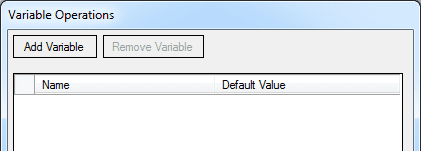 Variable Operations
Add Variable Remove Variable
Name Default Value